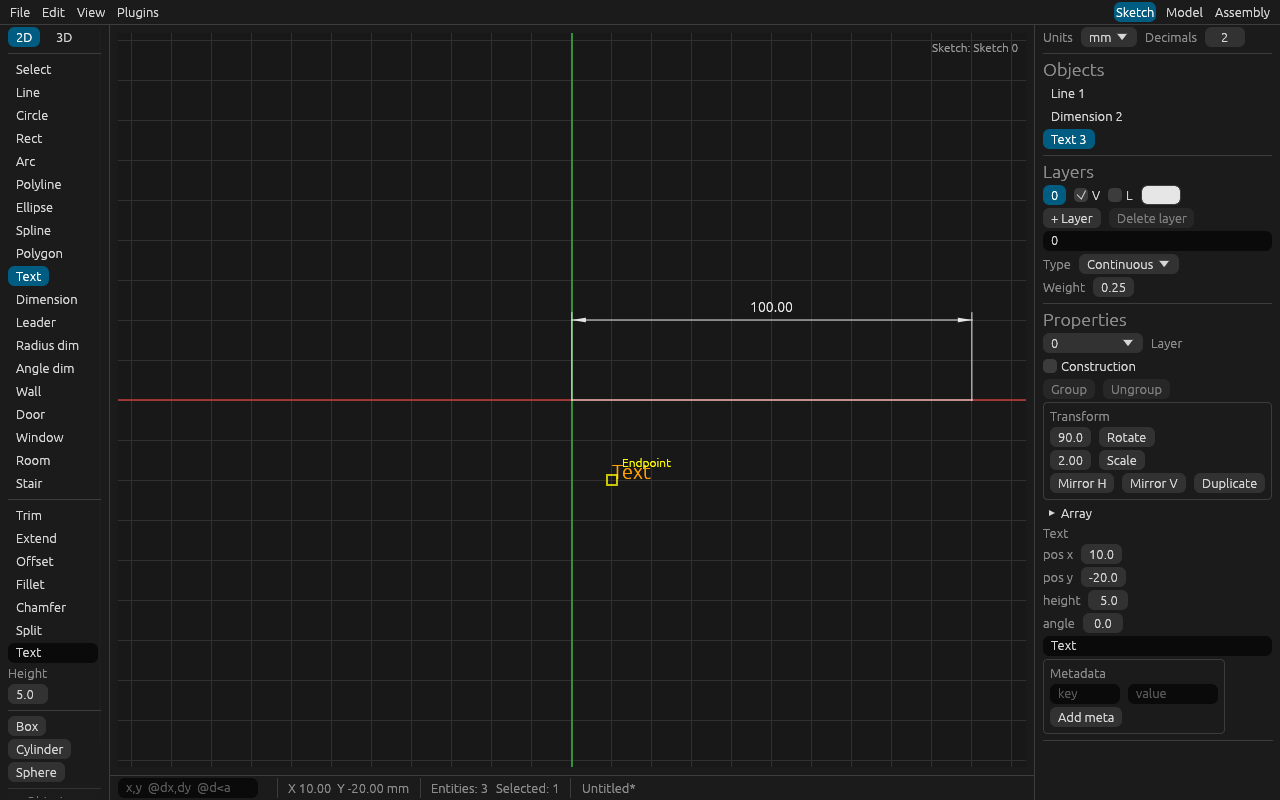 File Edit View Plugins Sketch Model Assembly
2D 3D
Select
Line
Circle
Rect
Arc
Polyline
Ellipse
Spline
Polygon
Text
Dimension
Leader
Radius dim
Angle dim
Wall
Door
Window
Room
Stair
Trim
Extend
Offset
Fillet
Chamfer
Split
Text
Height
5.0
Box
Cylinder
Sphere
Sketch: Sketch 0
100.00
Endpoint
Text
x,y @dx,dy @d<a X 10.00 Y -20.00 mm Entities: 3 Selected: 1 Untitled*
Units mm Decimals 2
Objects
Line 1
Dimension 2
Text 3
Layers
0 V L
+ Layer Delete layer
0
Type Continuous
Weight 0.25
Properties
0 Layer
Construction
Group Ungroup
Transform
90.0 Rotate
2.00 Scale
Mirror H Mirror V Duplicate
Array
Text
pos x 10.0
pos y -20.0
height 5.0
angle 0.0
Text
Metadata
key value
Add meta